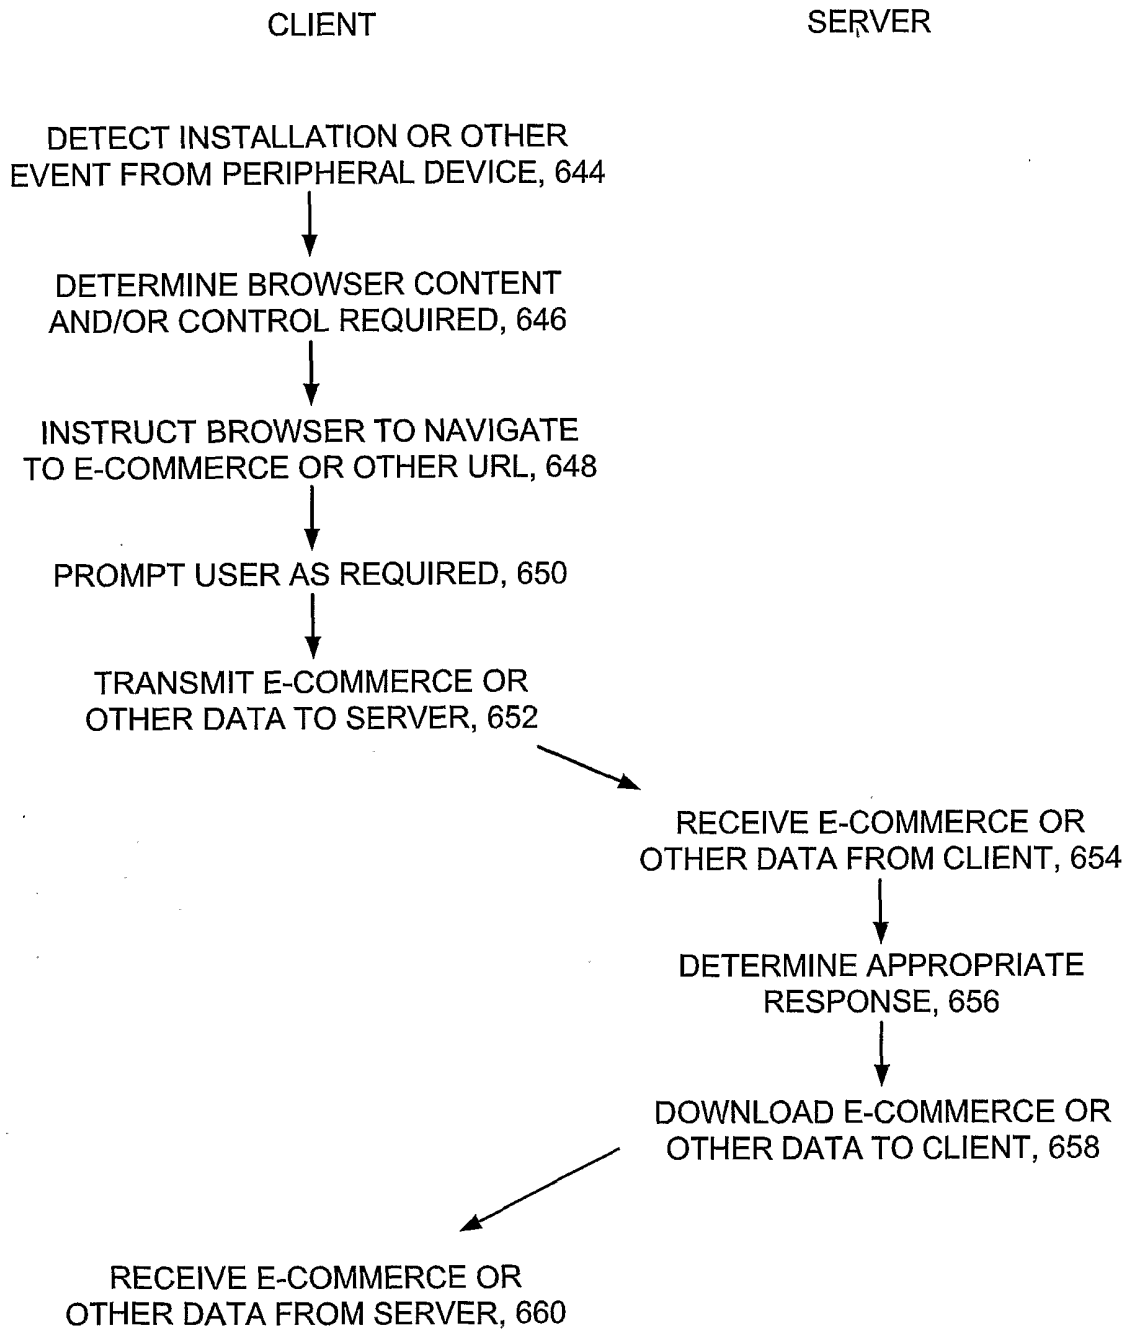 CLIENT
SERVER
DETECT INSTALLATION OR OTHER
EVENT FROM PERIPHERAL DEVICE, 644
DETERMINE BROWSER CONTENT
AND/OR CONTROL REQUIRED, 646
INSTRUCT BROWSER TO NAVIGATE
TO E-COMMERCE OR OTHER URL, 648
PROMPT USER AS REQUIRED, 650
TRANSMIT E-COMMERCE OR
OTHER DATA TO SERVER, 652
RECEIVE E-COMMERCE OR
OTHER DATA FROM CLIENT, 654
DETERMINE APPROPRIATE
RESPONSE, 656
DOWNLOAD E-COMMERCE OR
OTHER DATA TO CLIENT, 658
RECEIVE E-COMMERCE OR
OTHER DATA FROM SERVER, 660